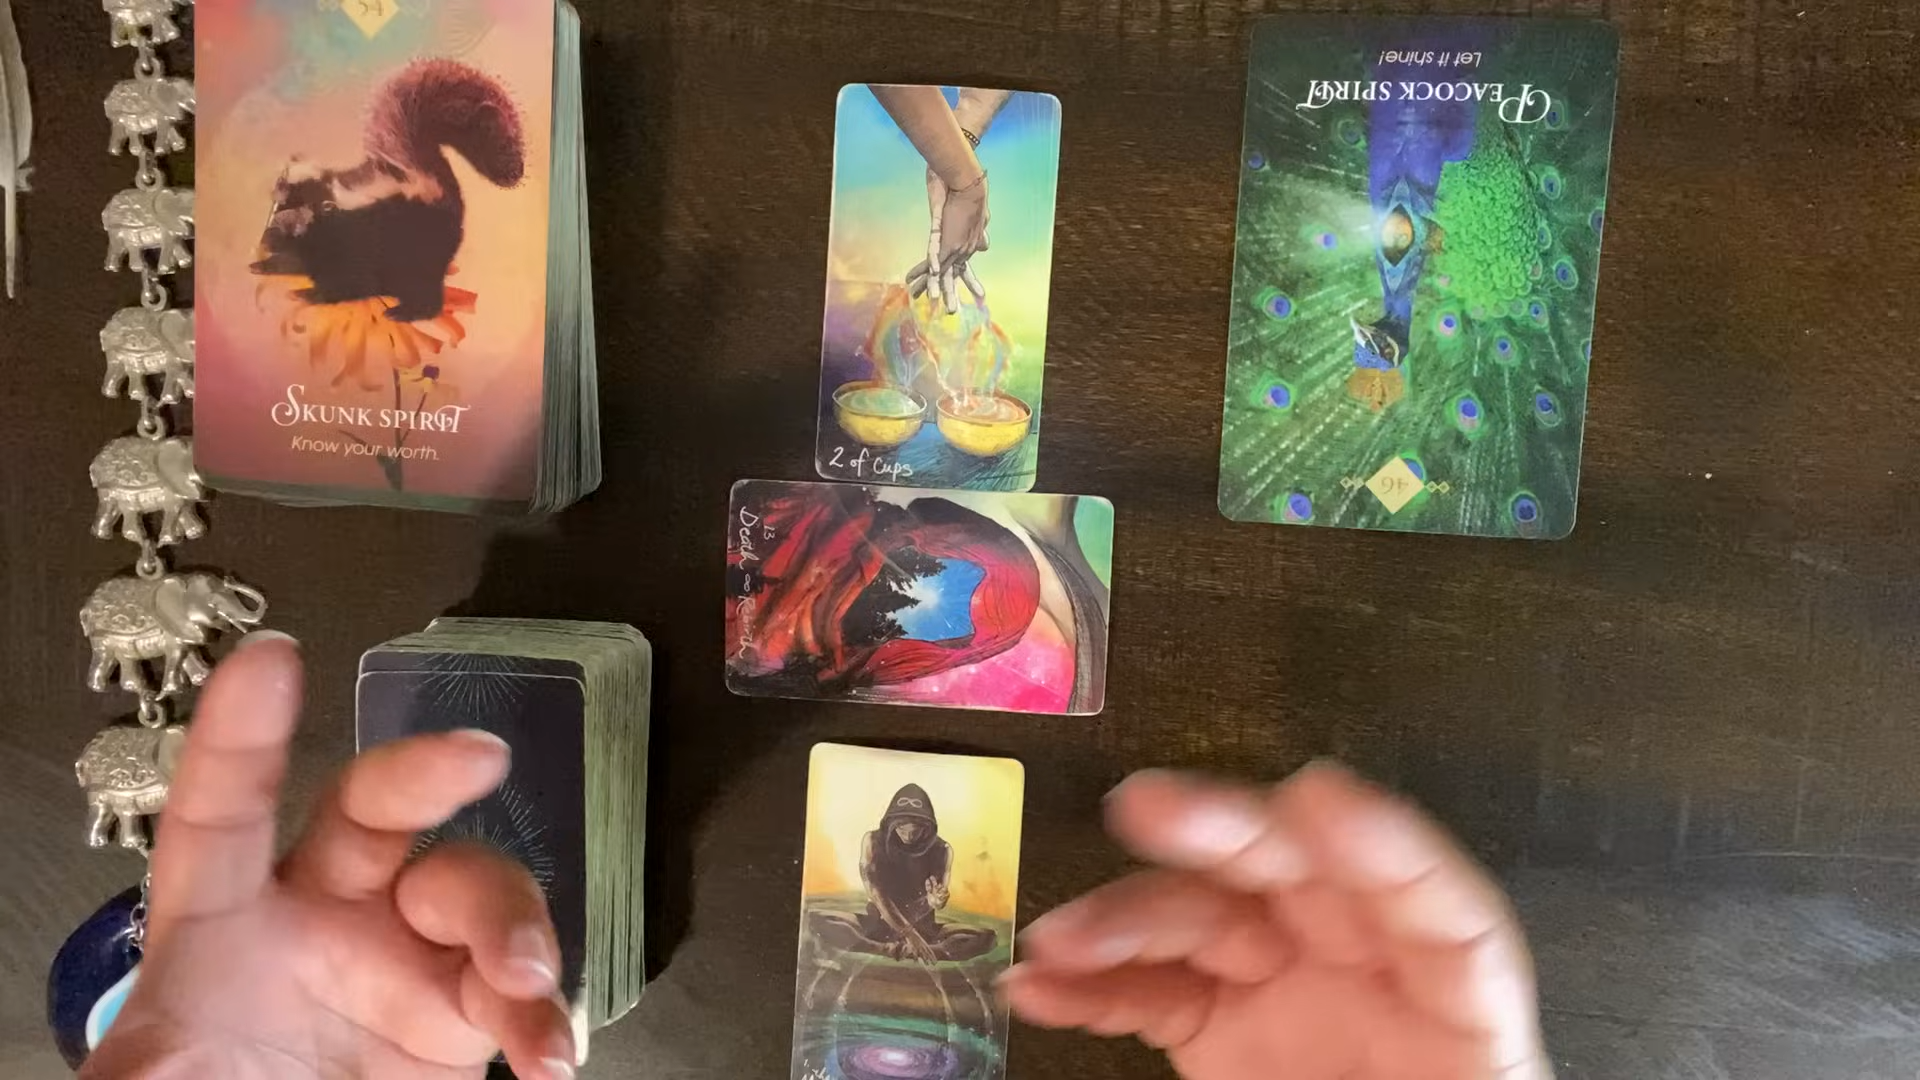 54
SKUNK SPIRIT
Know your worth.
2 of Cups
13
Death ∞ Rebirth
46
PEACOCK SPIRIT
Let it shine!